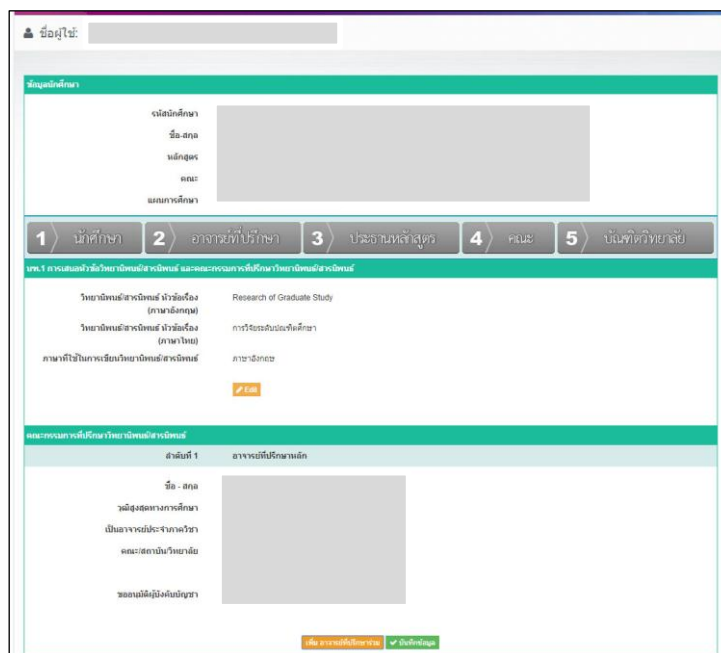 ชื่อผู้ใช้:
ข้อมูลนักศึกษา
รหัสนักศึกษา
ชื่อ-สกุล
หลักสูตร
คณะ
แผนการศึกษา
1 นักศึกษา 2 อาจารย์ที่ปรึกษา 3 ประธานหลักสูตร 4 คณะ 5 บัณฑิตวิทยาลัย
บท.1 การเสนอหัวข้อวิทยานิพนธ์/สารนิพนธ์ และคณะกรรมการที่ปรึกษาวิทยานิพนธ์/สารนิพนธ์
วิทยานิพนธ์/สารนิพนธ์ หัวข้อเรื่อง Research of Graduate Study
(ภาษาอังกฤษ)
วิทยานิพนธ์/สารนิพนธ์ หัวข้อเรื่อง การวิจัยระดับบัณฑิตศึกษา
(ภาษาไทย)
ภาษาที่ใช้ในการเขียนวิทยานิพนธ์/สารนิพนธ์ ภาษาอังกฤษ
Edit
คณะกรรมการที่ปรึกษาวิทยานิพนธ์/สารนิพนธ์
ลำดับที่ 1 อาจารย์ที่ปรึกษาหลัก
ชื่อ - สกุล
วุฒิสูงสุดทางการศึกษา
เป็นอาจารย์ประจำภาควิชา
คณะ/สถาบัน/วิทยาลัย
ขออนุมัติผู้บังคับบัญชา
เพิ่ม อาจารย์ที่ปรึกษาร่วม บันทึกข้อมูล